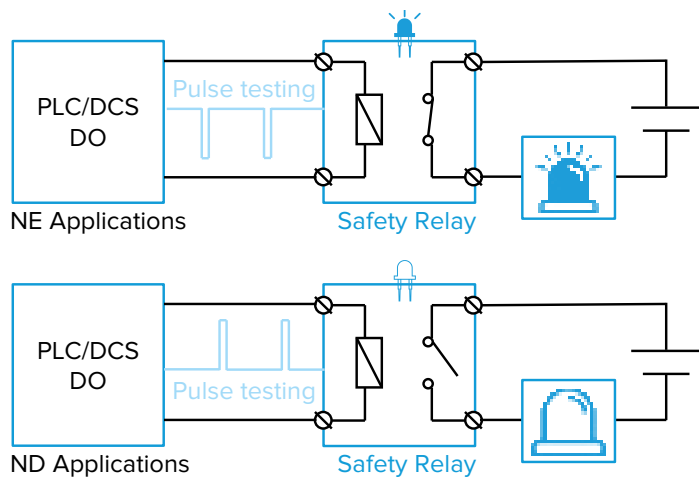 Pulse testing
PLC/DCS
DO
NE Applications
Safety Relay
PLC/DCS
DO
Pulse testing
ND Applications
Safety Relay